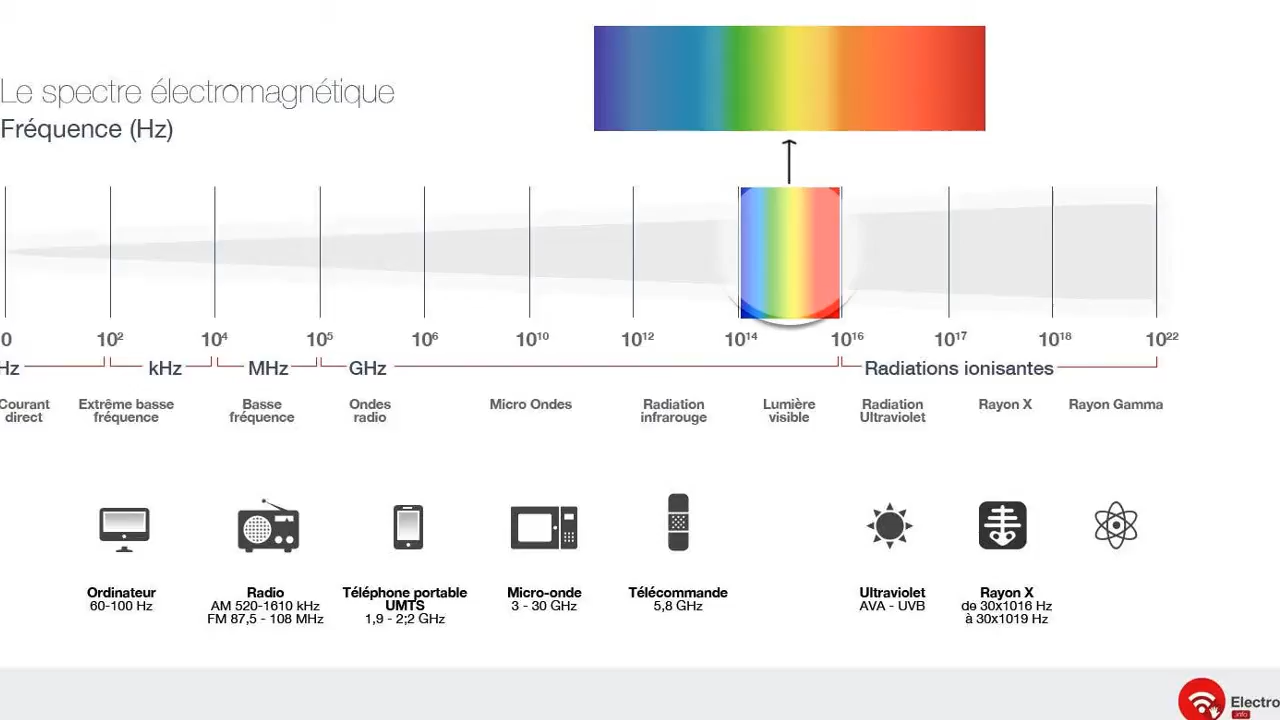 Le spectre électromagnétique
Fréquence (Hz)
0 10² 10⁴ 10⁵ 10⁶ 10¹⁰ 10¹² 10¹⁴ 10¹⁶ 10¹⁷ 10¹⁸ 10²²
Hz kHz MHz GHz Radiations ionisantes
Courant
direct
Extrême basse
fréquence
Basse
fréquence
Ondes
radio
Micro Ondes
Radiation
infrarouge
Lumière
visible
Radiation
Ultraviolet
Rayon X
Rayon Gamma
Ordinateur
60-100 Hz
Radio
AM 520-1610 kHz
FM 87,5 - 108 MHz
Téléphone portable
UMTS
1,9 - 2;2 GHz
Micro-onde
3 - 30 GHz
Télécommande
5,8 GHz
Ultraviolet
AVA - UVB
Rayon X
de 30x1016 Hz
à 30x1019 Hz
Electro
.info